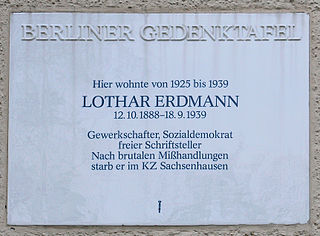 BERLINER GEDENKTAFEL
Hier wohnte von 1925 bis 1939
LOTHAR ERDMANN
12.10.1888–18.9.1939
Gewerkschafter, Sozialdemokrat
freier Schriftsteller
Nach brutalen Mißhandlungen
starb er im KZ Sachsenhausen